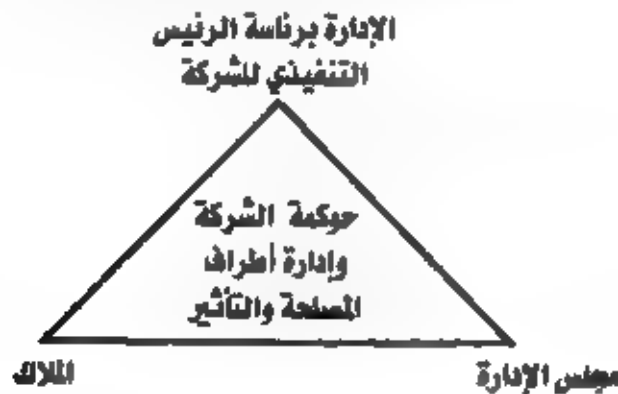 الإدارة برئاسة الرئيس
التنفيذي للشركة
حوكمة الشركة
وإدارة أطراف
المصلحة والتأثير
الملاك
مجلس الإدارة